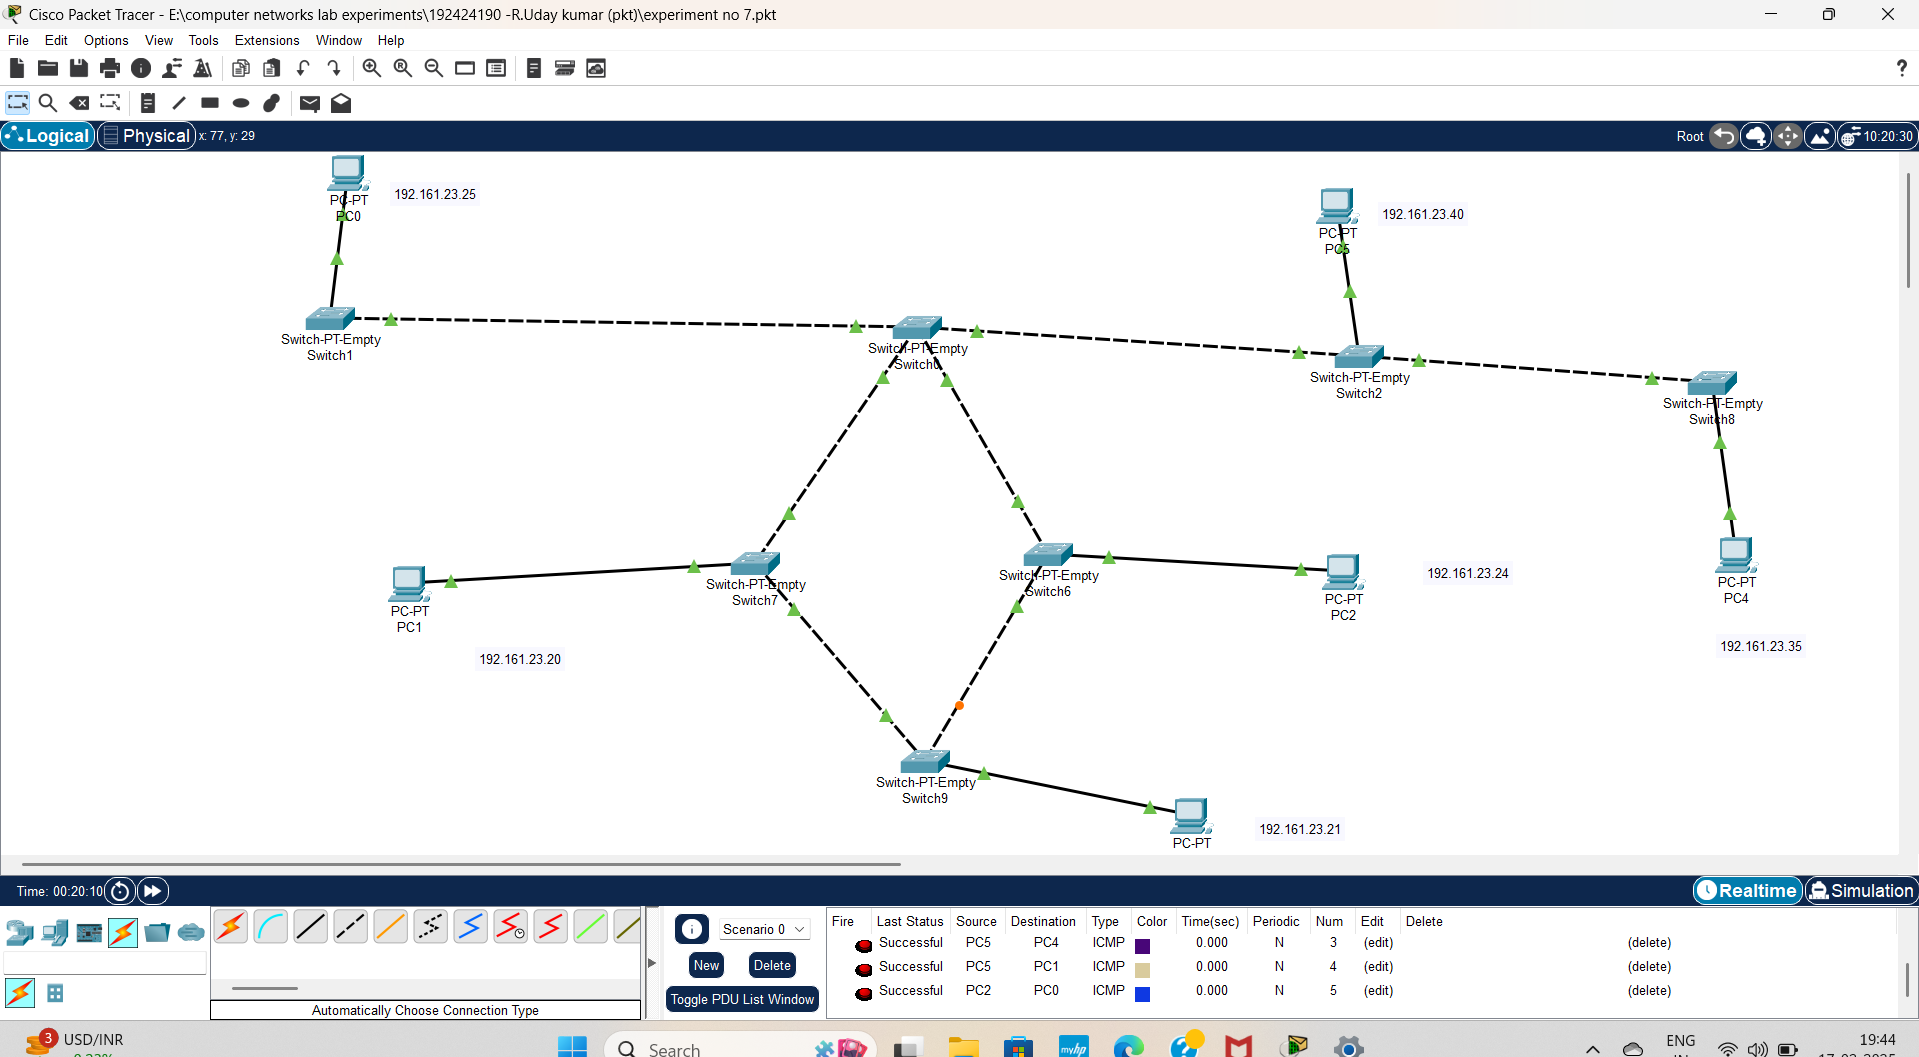 Cisco Packet Tracer - E:\computer networks lab experiments\192424190 -R.Uday kumar (pkt)\experiment no 7.pkt
File Edit Options View Tools Extensions Window Help
?
Logical Physical x: 77, y: 29 Root 10:20:30
PC-PT
PC0
192.161.23.25
PC-PT
PC5
192.161.23.40
Switch-PT-Empty
Switch1
Switch-PT-Empty
Switch0
Switch-PT-Empty
Switch2
Switch-PT-Empty
Switch8
PC-PT
PC1
192.161.23.20
Switch-PT-Empty
Switch7
Switch-PT-Empty
Switch6
PC-PT
PC2
192.161.23.24
PC-PT
PC4
192.161.23.35
Switch-PT-Empty
Switch9
PC-PT
192.161.23.21
Time: 00:20:10 Realtime Simulation
Scenario 0
New Delete
Toggle PDU List Window
Automatically Choose Connection Type
Fire Last Status Source Destination Type Color Time(sec) Periodic Num Edit Delete
Successful PC5 PC4 ICMP 0.000 N 3 (edit) (delete)
Successful PC5 PC1 ICMP 0.000 N 4 (edit) (delete)
Successful PC2 PC0 ICMP 0.000 N 5 (edit) (delete)
3 USD/INR
Search
myhp
ENG
19:44